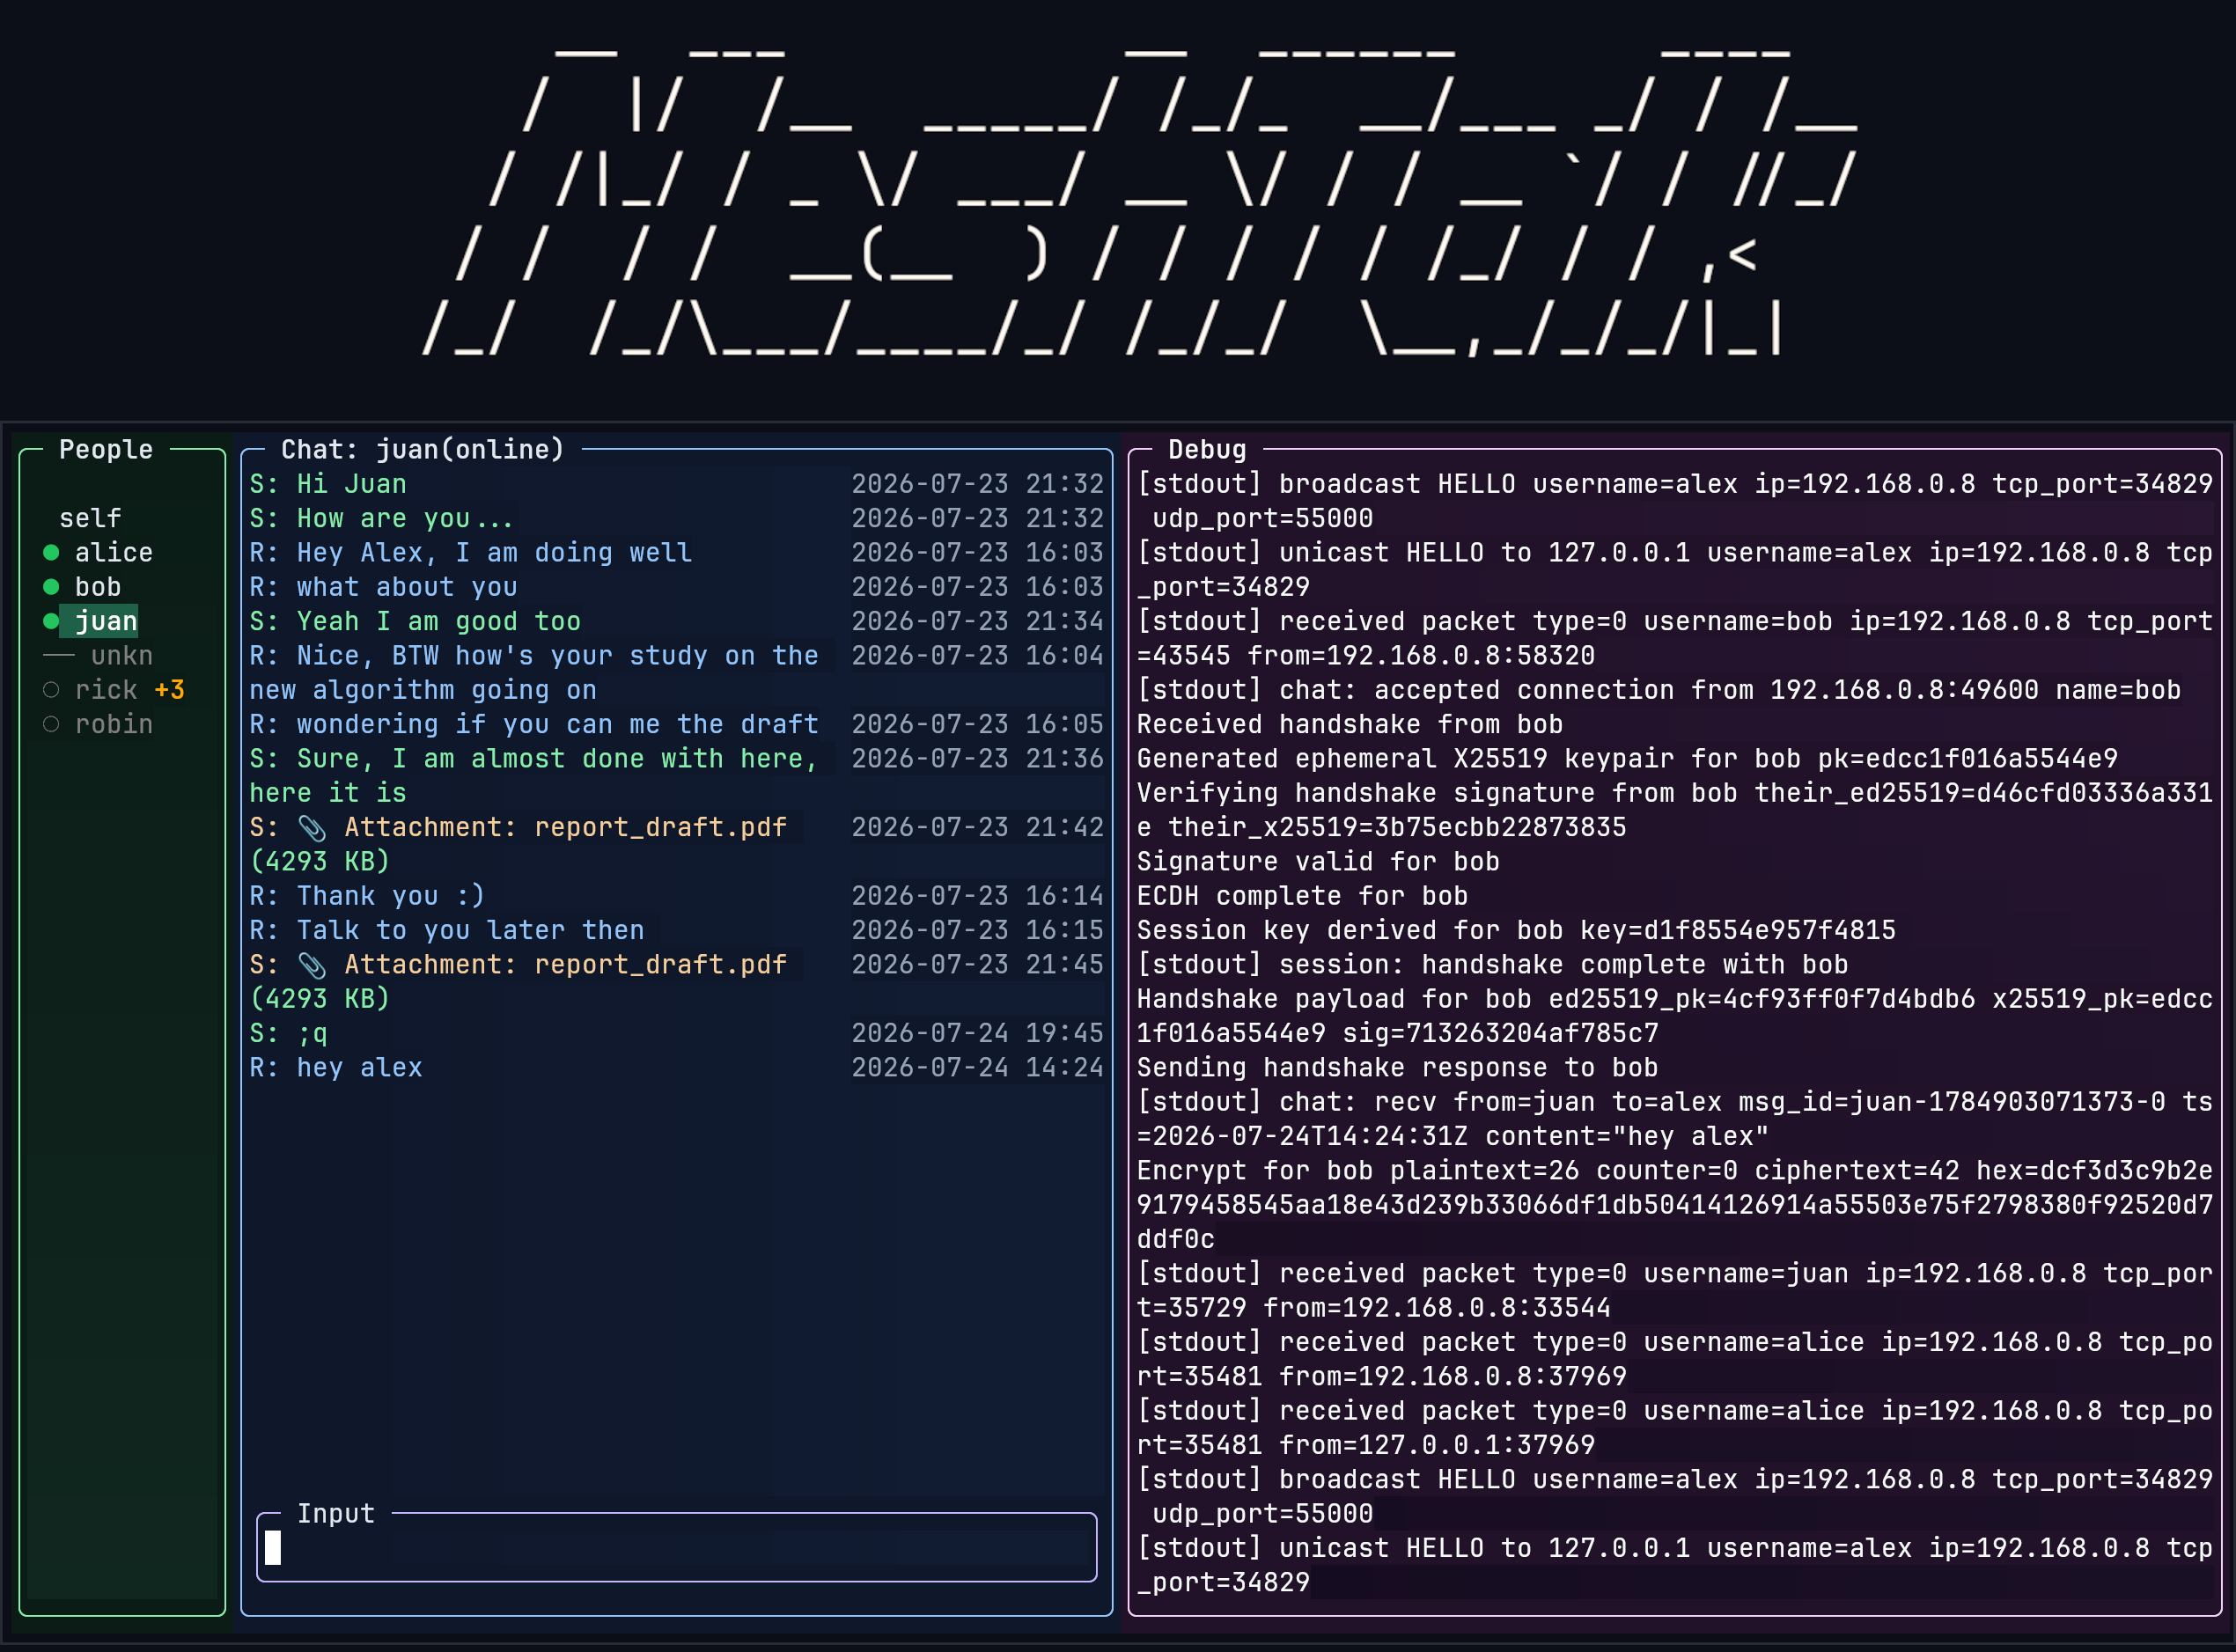 MeshTalk
People
self
alice
bob
juan
unkn
rick +3
robin
Chat: juan(online)
S: Hi Juan 2026-07-23 21:32
S: How are you... 2026-07-23 21:32
R: Hey Alex, I am doing well 2026-07-23 16:03
R: what about you 2026-07-23 16:03
S: Yeah I am good too 2026-07-23 21:34
R: Nice, BTW how's your study on the 2026-07-23 16:04
new algorithm going on
R: wondering if you can me the draft 2026-07-23 16:05
S: Sure, I am almost done with here, 2026-07-23 21:36
here it is
S: 📎 Attachment: report_draft.pdf 2026-07-23 21:42
(4293 KB)
R: Thank you :) 2026-07-23 16:14
R: Talk to you later then 2026-07-23 16:15
S: 📎 Attachment: report_draft.pdf 2026-07-23 21:45
(4293 KB)
S: ;q 2026-07-24 19:45
R: hey alex 2026-07-24 14:24
Input
Debug
[stdout] broadcast HELLO username=alex ip=192.168.0.8 tcp_port=34829
udp_port=55000
[stdout] unicast HELLO to 127.0.0.1 username=alex ip=192.168.0.8 tcp
_port=34829
[stdout] received packet type=0 username=bob ip=192.168.0.8 tcp_port
=43545 from=192.168.0.8:58320
[stdout] chat: accepted connection from 192.168.0.8:49600 name=bob
Received handshake from bob
Generated ephemeral X25519 keypair for bob pk=edcc1f016a5544e9
Verifying handshake signature from bob their_ed25519=d46cfd03336a331
e their_x25519=3b75ecbb22873835
Signature valid for bob
ECDH complete for bob
Session key derived for bob key=d1f8554e957f4815
[stdout] session: handshake complete with bob
Handshake payload for bob ed25519_pk=4cf93ff0f7d4bdb6 x25519_pk=edcc
1f016a5544e9 sig=713263204af785c7
Sending handshake response to bob
[stdout] chat: recv from=juan to=alex msg_id=juan-1784903071373-0 ts
=2026-07-24T14:24:31Z content="hey alex"
Encrypt for bob plaintext=26 counter=0 ciphertext=42 hex=dcf3d3c9b2e
9179458545aa18e43d239b33066df1db50414126914a55503e75f2798380f92520d7
ddf0c
[stdout] received packet type=0 username=juan ip=192.168.0.8 tcp_por
t=35729 from=192.168.0.8:33544
[stdout] received packet type=0 username=alice ip=192.168.0.8 tcp_po
rt=35481 from=192.168.0.8:37969
[stdout] received packet type=0 username=alice ip=192.168.0.8 tcp_po
rt=35481 from=127.0.0.1:37969
[stdout] broadcast HELLO username=alex ip=192.168.0.8 tcp_port=34829
udp_port=55000
[stdout] unicast HELLO to 127.0.0.1 username=alex ip=192.168.0.8 tcp
_port=34829